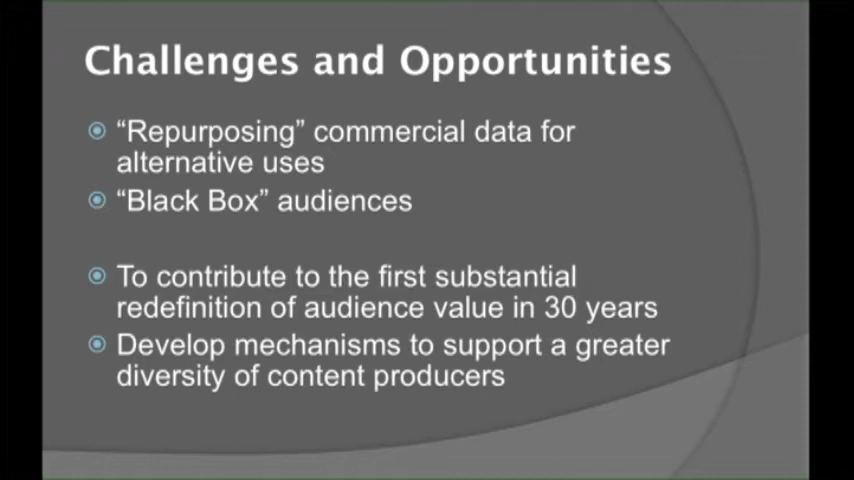 Challenges and Opportunities
“Repurposing” commercial data for
alternative uses
“Black Box” audiences
To contribute to the first substantial
redefinition of audience value in 30 years
Develop mechanisms to support a greater
diversity of content producers